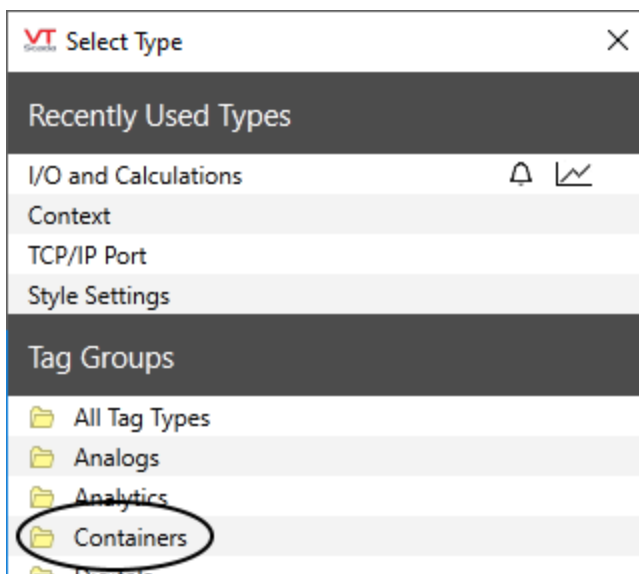 VT Scada Select Type
Recently Used Types
I/O and Calculations
Context
TCP/IP Port
Style Settings
Tag Groups
All Tag Types
Analogs
Analytics
Containers